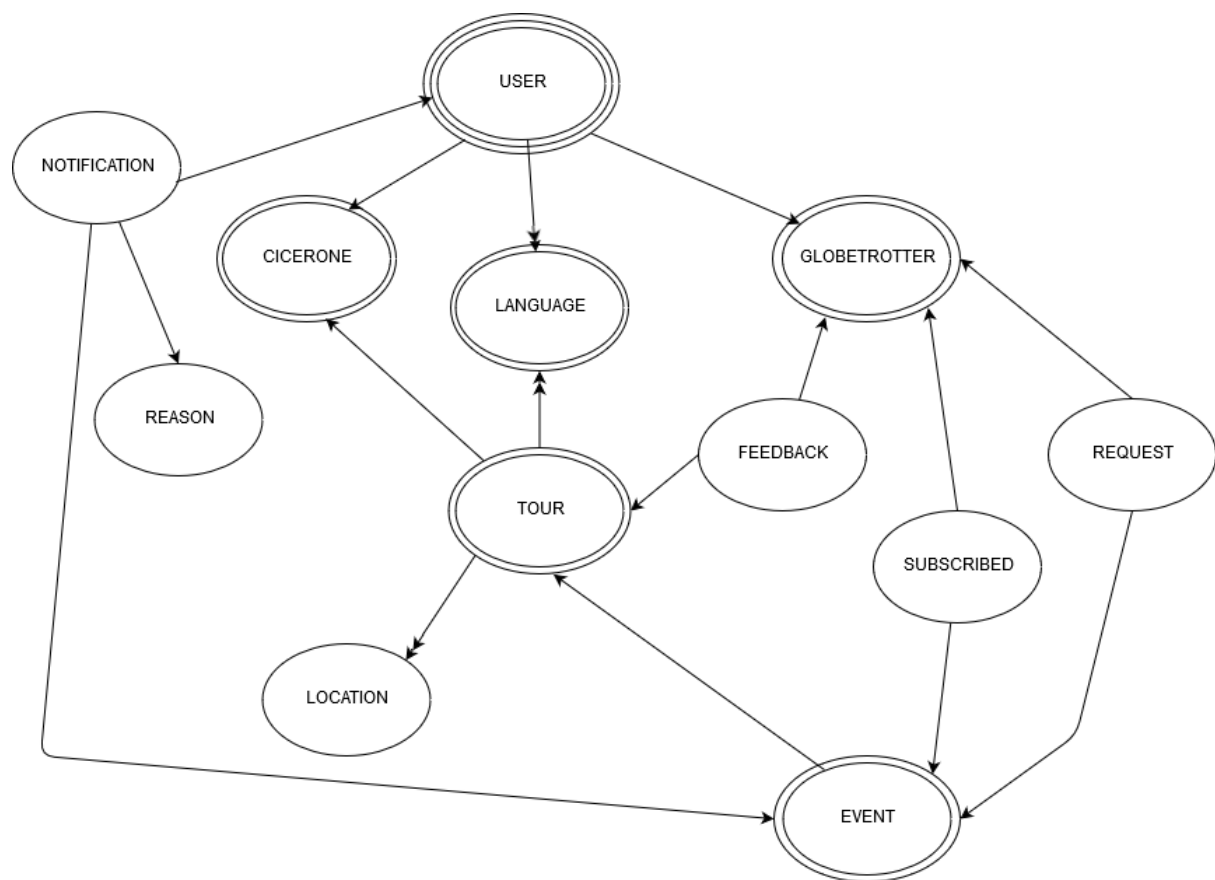 USER
NOTIFICATION
CICERONE
GLOBETROTTER
LANGUAGE
REASON
FEEDBACK
REQUEST
TOUR
SUBSCRIBED
LOCATION
EVENT